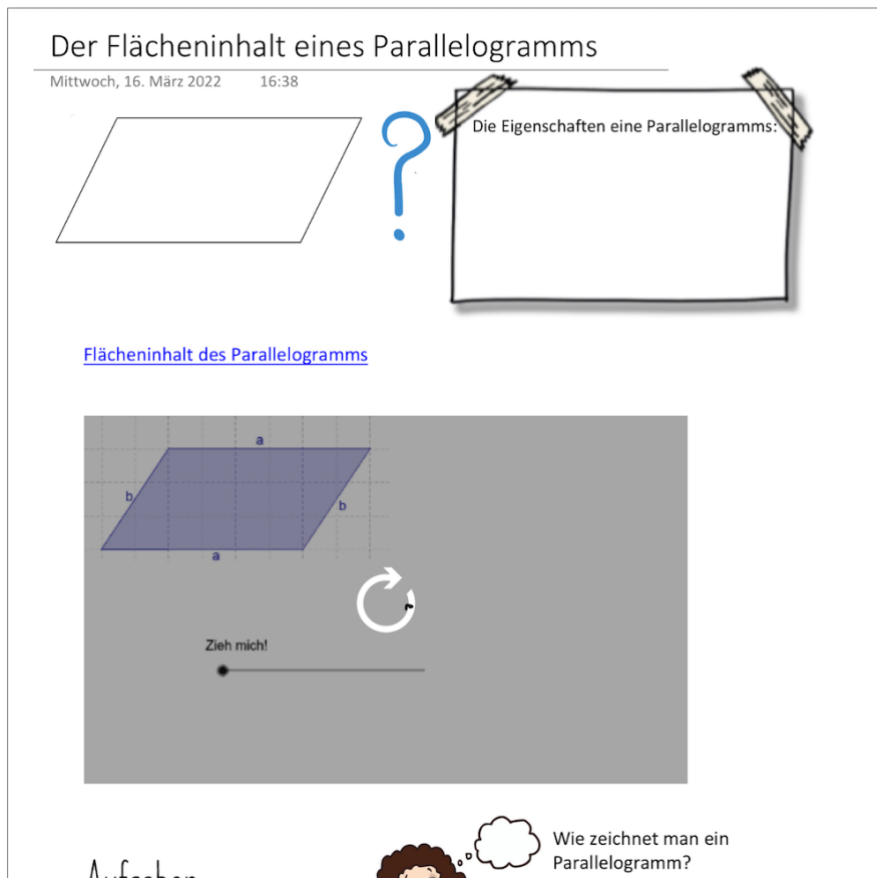 Der Flächeninhalt eines Parallelogramms
Mittwoch, 16. März 2022 16:38
?
Die Eigenschaften eine Parallelogramms:
Flächeninhalt des Parallelogramms
a
b
b
a
Zieh mich!
Wie zeichnet man ein
Parallelogramm?
Aufgaben